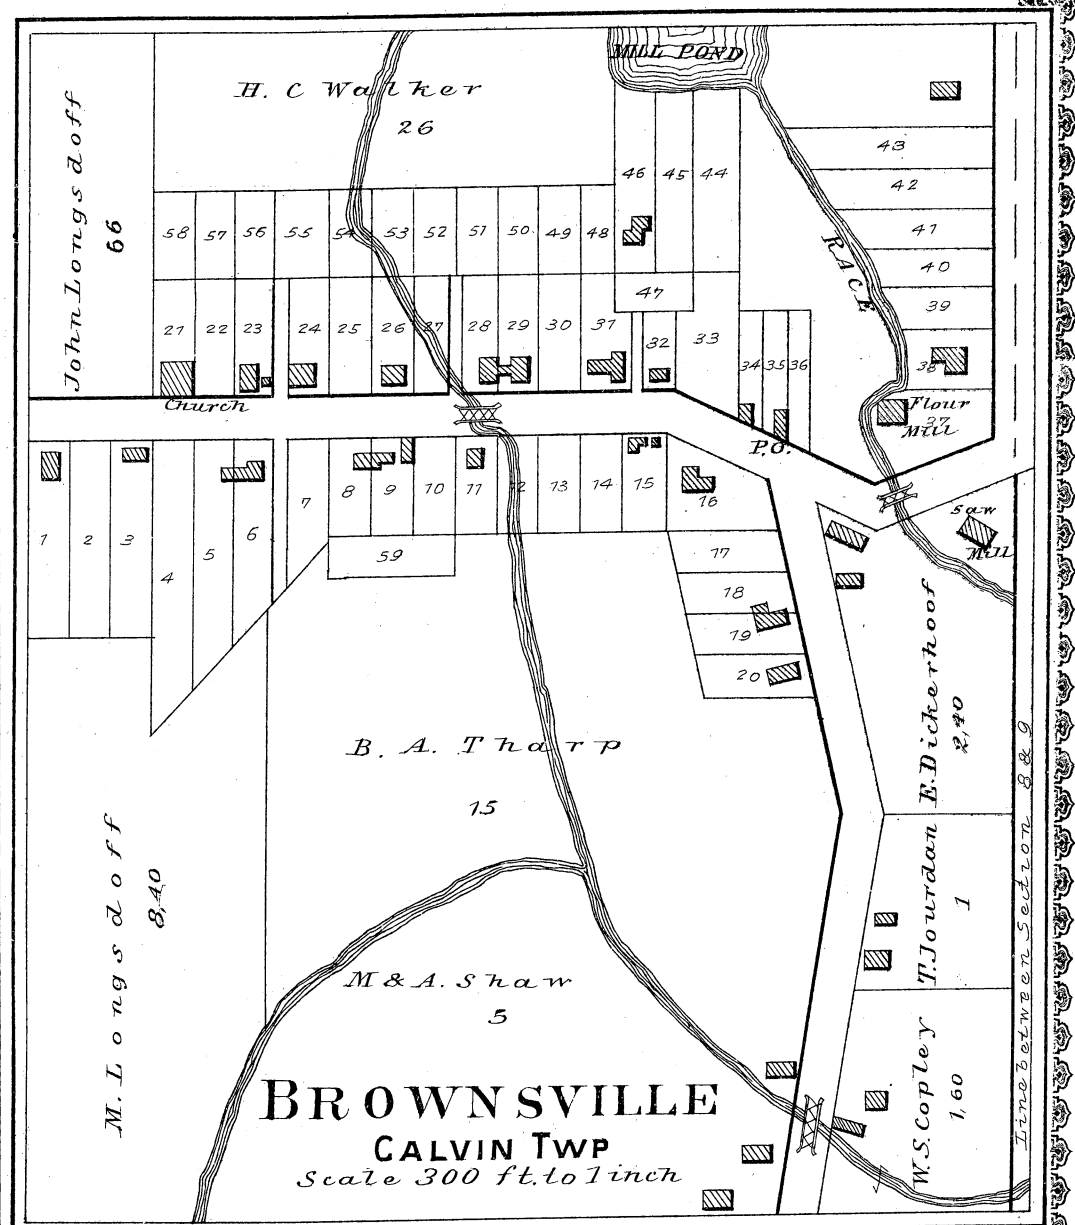 MILL POND
H. C Walker
26
John Longsdoff
66
43
42
41
40
39
38
46 45 44
RACE
58 57 56 55 54 53 52 51 50 49 48
47
21 22 23 24 25 26 27 28 29 30 31
32 33
34 35 36
Church
Flour
37
Mill
P.O.
1 2 3 4 5 6 7 8 9 10 11 12 13 14 15 16
59
Saw
Mill
17
18
19
20
E. Dickerhoof
2,40
B. A. Tharp
15
M. Longsdoff
8,40
T. Jourdan
1
Line between Section 8 & 9
M & A. Shaw
5
W. S. Copley
1,60
BROWNSVILLE
CALVIN TWP
Scale 300 ft. to 1 inch